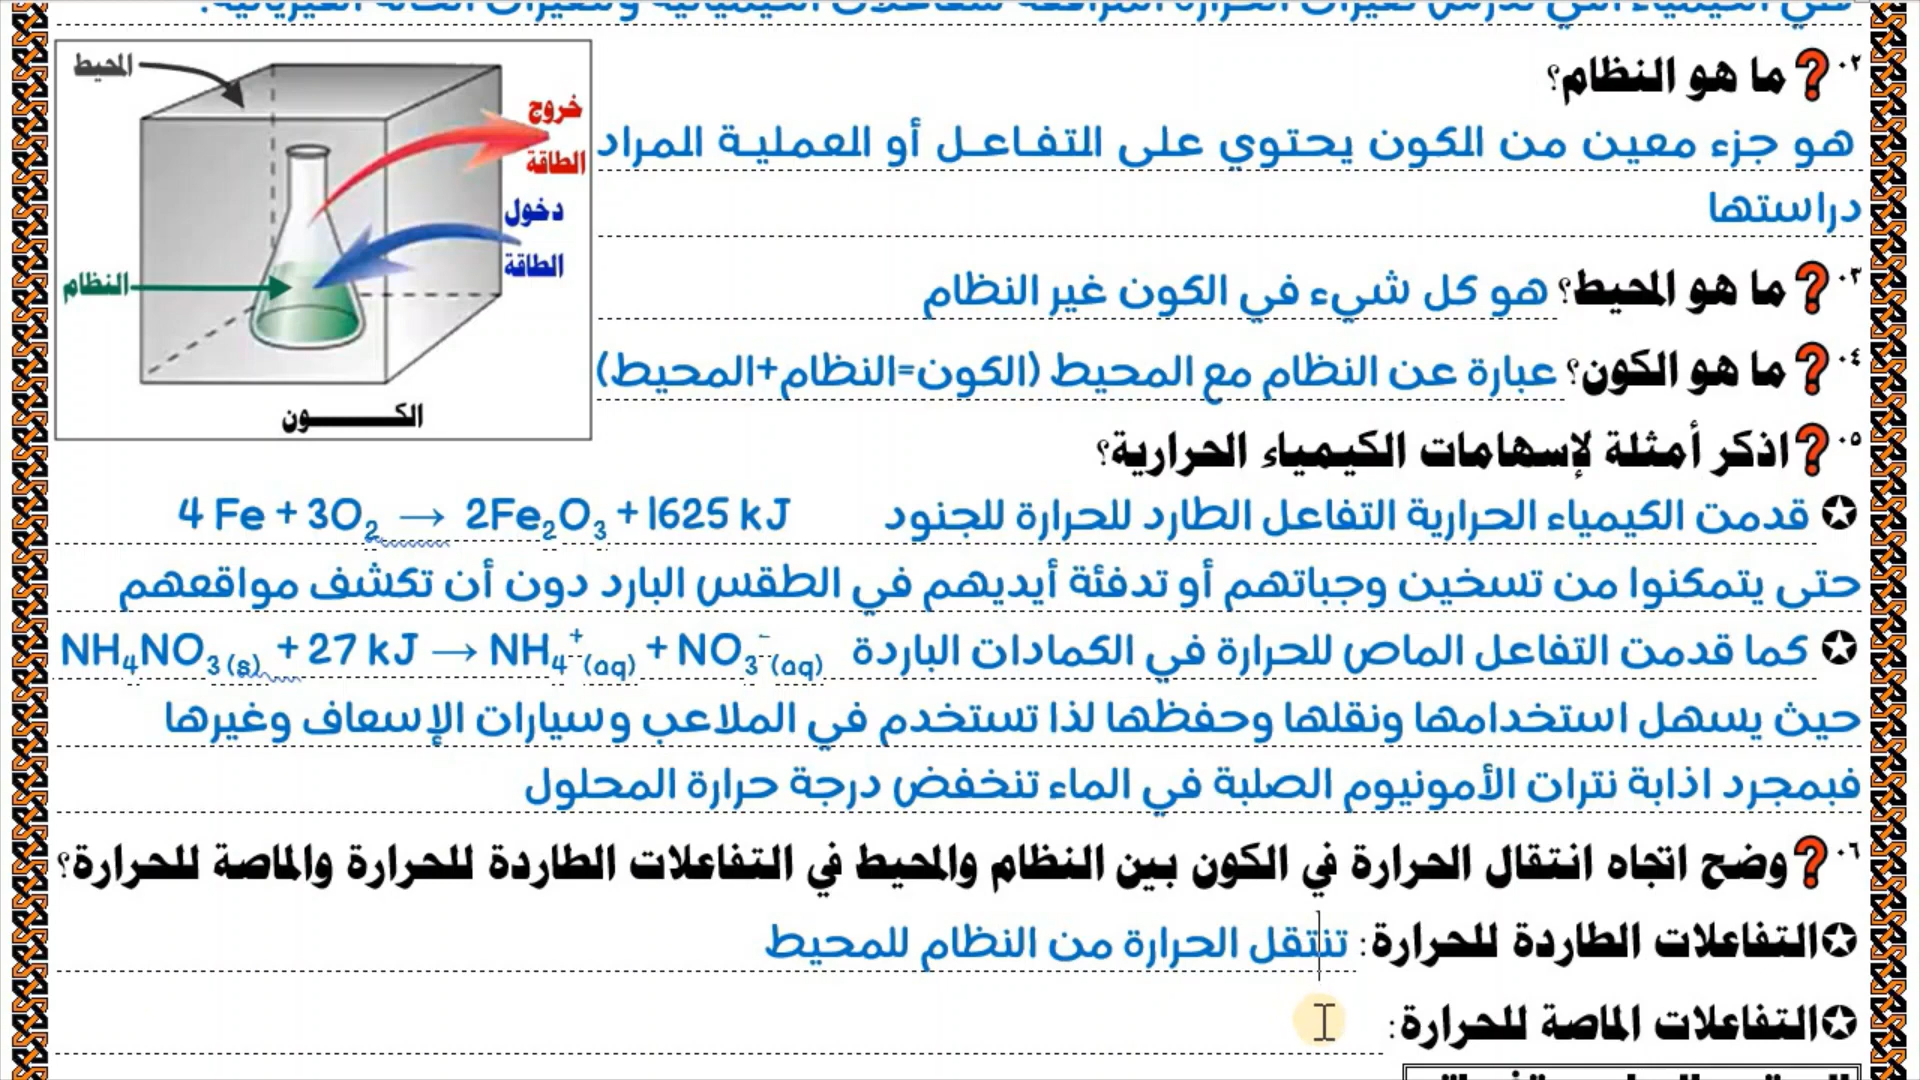 ٠٢ ما هو النظام؟
هو جزء معين من الكون يحتوي على التفاعل أو العملية المراد
دراستها
٠٣ ما هو المحيط؟ هو كل شيء في الكون غير النظام
٠٤ ما هو الكون؟ عبارة عن النظام مع المحيط (الكون=النظام+المحيط)
المحيط
خروج
الطاقة
دخول
الطاقة
النظام
الكـــــون
٠٥ اذكر أمثلة لإسهامات الكيمياء الحرارية؟
✪ قدمت الكيمياء الحرارية التفاعل الطارد للحرارة للجنود 4 Fe + 3O₂ → 2Fe₂O₃ + 1625 kJ
حتى يتمكنوا من تسخين وجباتهم أو تدفئة أيديهم في الطقس البارد دون أن تكشف مواقعهم
✪ كما قدمت التفاعل الماص للحرارة في الكمادات الباردة NH₄NO₃(s) + 27 kJ → NH₄⁺(aq) + NO₃⁻(aq)
حيث يسهل استخدامها ونقلها وحفظها لذا تستخدم في الملاعب وسيارات الإسعاف وغيرها
فبمجرد اذابة نترات الأمونيوم الصلبة في الماء تنخفض درجة حرارة المحلول
٠٦ وضح اتجاه انتقال الحرارة في الكون بين النظام والمحيط في التفاعلات الطاردة للحرارة والماصة للحرارة؟
✪ التفاعلات الطاردة للحرارة: تنتقل الحرارة من النظام للمحيط
✪ التفاعلات الماصة للحرارة: